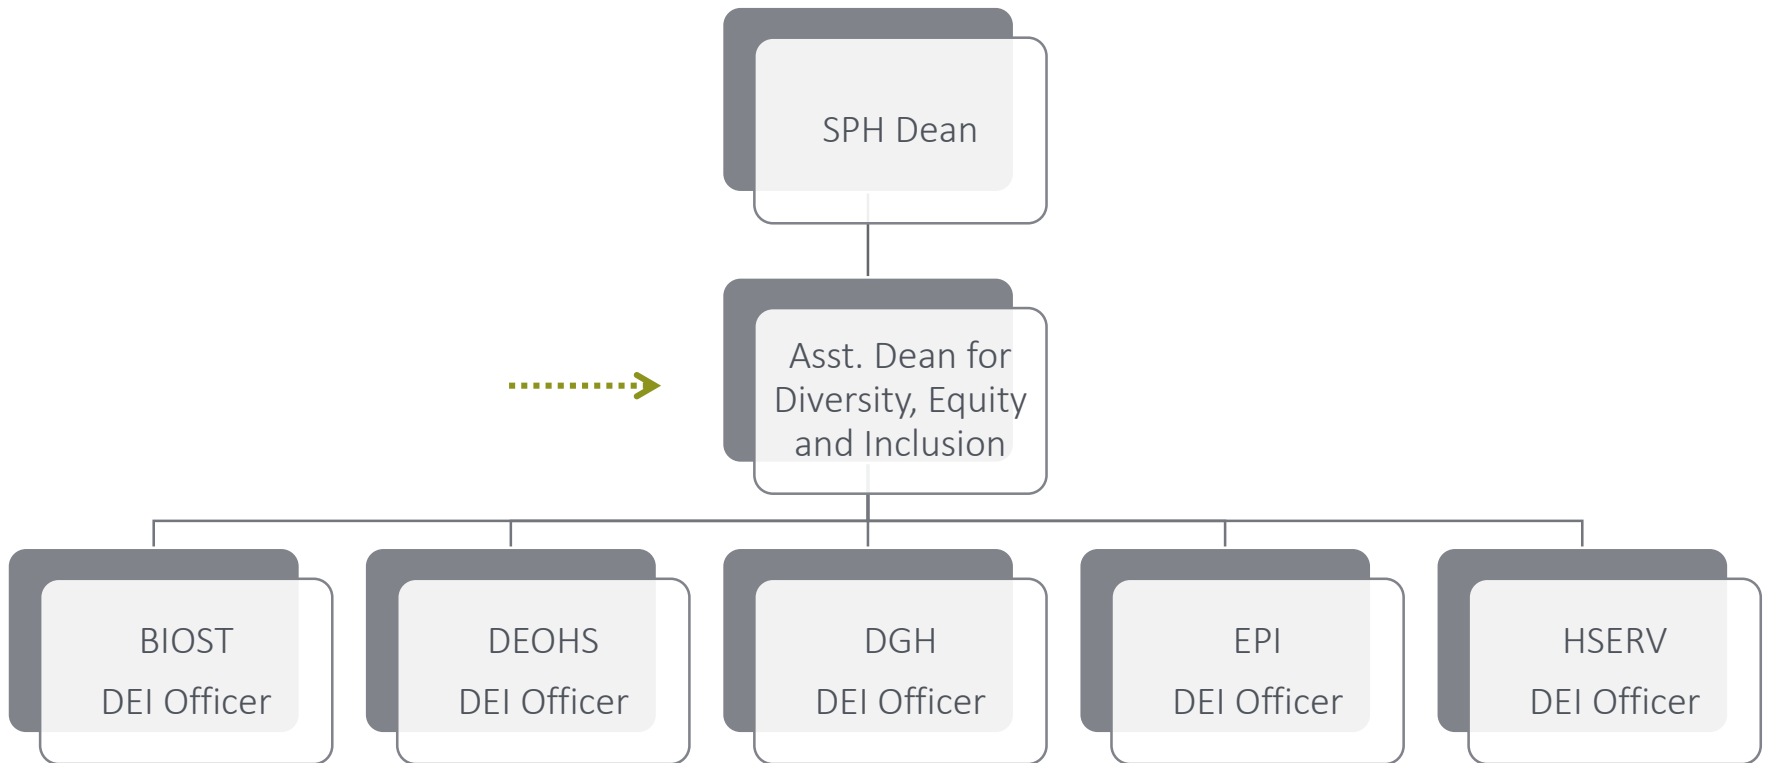 SPH Dean
Asst. Dean for
Diversity, Equity
and Inclusion
BIOST
DEI Officer
DEOHS
DEI Officer
DGH
DEI Officer
EPI
DEI Officer
HSERV
DEI Officer